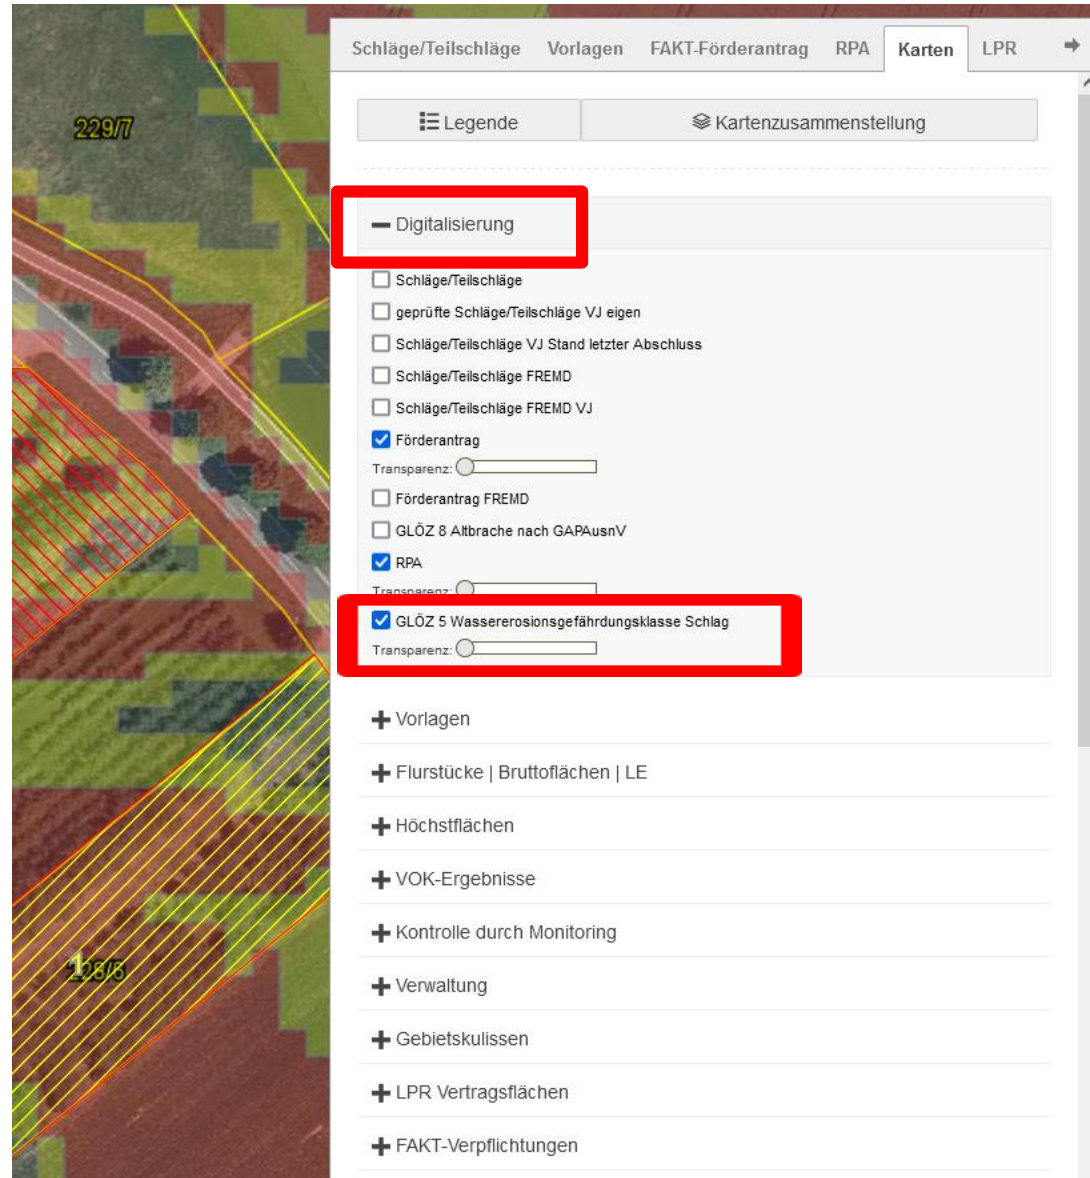 Schläge/Teilschläge Vorlagen FAKT-Förderantrag RPA Karten LPR
Legende Kartenzusammenstellung
229/7
Digitalisierung
Schläge/Teilschläge
geprüfte Schläge/Teilschläge VJ eigen
Schläge/Teilschläge VJ Stand letzter Abschluss
Schläge/Teilschläge FREMD
Schläge/Teilschläge FREMD VJ
Förderantrag
Transparenz:
Förderantrag FREMD
GLÖZ 8 Altbrache nach GAPAusnV
RPA
Transparenz:
GLÖZ 5 Wassererosionsgefährdungsklasse Schlag
Transparenz:
Vorlagen
Flurstücke | Bruttoflächen | LE
Höchstflächen
VOK-Ergebnisse
Kontrolle durch Monitoring
1
Verwaltung
Gebietskulissen
LPR Vertragsflächen
FAKT-Verpflichtungen